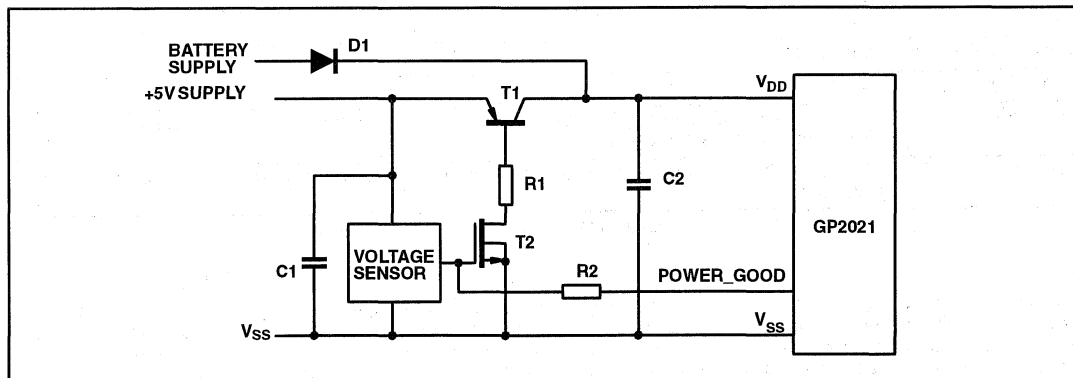 BATTERY
SUPPLY
D1
+5V SUPPLY
T1
VDD
R1
C2
GP2021
C1
VOLTAGE
SENSOR
T2
R2
POWER_GOOD
VSS
VSS